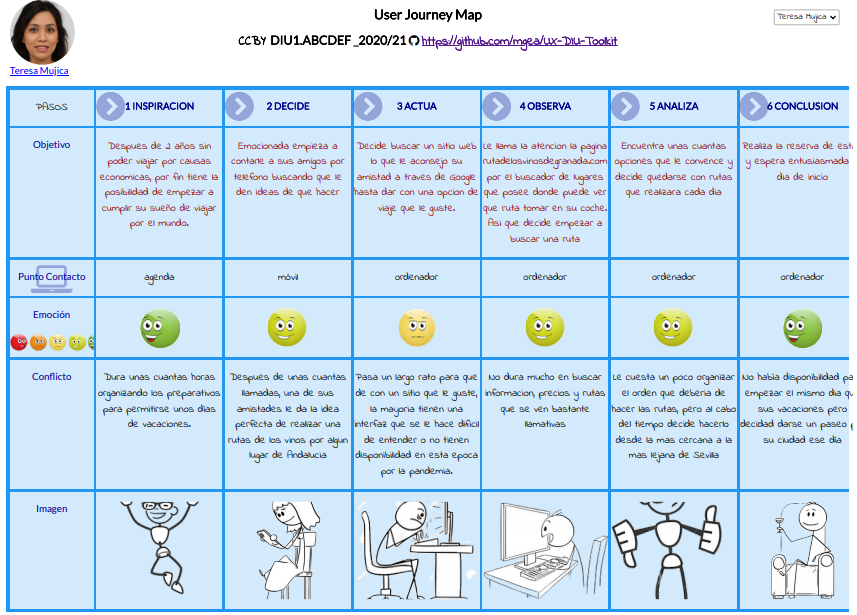 User Journey Map
Teresa Mujica
CCBY DIU1.ABCDEF_2020/21 https://github.com/mgea/UX-DIU-Toolkit
Teresa Mujica
PASOS
1 INSPIRACION
2 DECIDE
3 ACTUA
4 OBSERVA
5 ANALIZA
6 CONCLUSION
Objetivo
Despues de 2 años sin
poder viajar por causas
economicas, por fin tiene la
posibilidad de empezar a
cumplir su sueño de viajar
por el mundo.
Emocionada empieza a
contarle a sus amigos por
telefono buscando que le
den ideas de que hacer
Decide buscar un sitio web
lo que le aconsejo su
amistad a traves de Google
hasta dar con una opcion de
viaje que le guste.
Le llama la atencion la pagina
rutadelosvinosdegranada.com
por el buscador de lugares
que posee donde puede ver
que ruta tomar en su coche.
Asi que decide empezar a
buscar una ruta
Encuentra unas cuantas
opciones que le convence y
decide quedarse con rutas
que realizara cada dia
Realiza la reserva de est
y espera entusiasmada
dia de inicio
Punto Contacto
agenda
móvil
ordenador
ordenador
ordenador
ordenador
Emoción
Conflicto
Dura unas cuantas horas
organizando los preparativos
para permitirse unos días
de vacaciones.
Despues de unas cuantas
llamadas, una de sus
amistades le da la idea
perfecta de realizar una
rutas de los vinos por algun
lugar de Andalucia
Pasa un largo rato para que
de con un sitio que le guste,
la mayoria tienen una
interfaz que se le hace dificil
de entender o no tienen
disponibilidad en esta epoca
por la pandemia.
No dura mucho en buscar
informacion, precios y rutas
que se ven bastante
llamativas
Le cuesta un poco organizar
el orden que deberia de
hacer las rutas, pero al cabo
del tiempo decide hacerlo
desde la mas cercana a la
mas lejana de Sevilla
No había disponibilidad pa
empezar el mismo dia qu
sus vacaciones pero
decidad darse un paseo p
su ciudad ese dia
Imagen